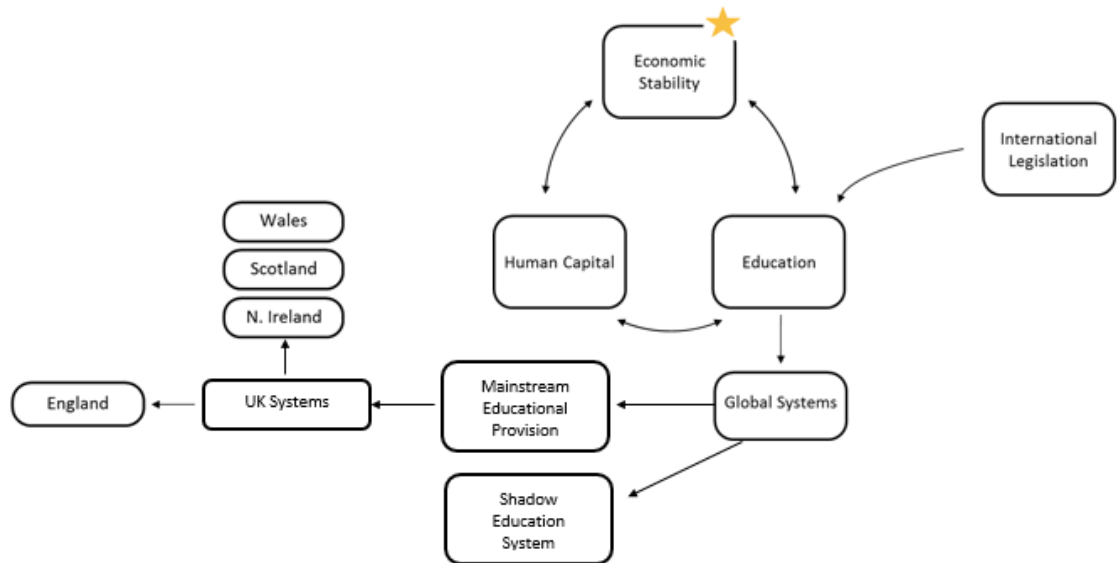 Economic
Stability
International
Legislation
Wales
Scotland
N. Ireland
Human Capital
Education
England
UK Systems
Mainstream
Educational
Provision
Global Systems
Shadow
Education
System